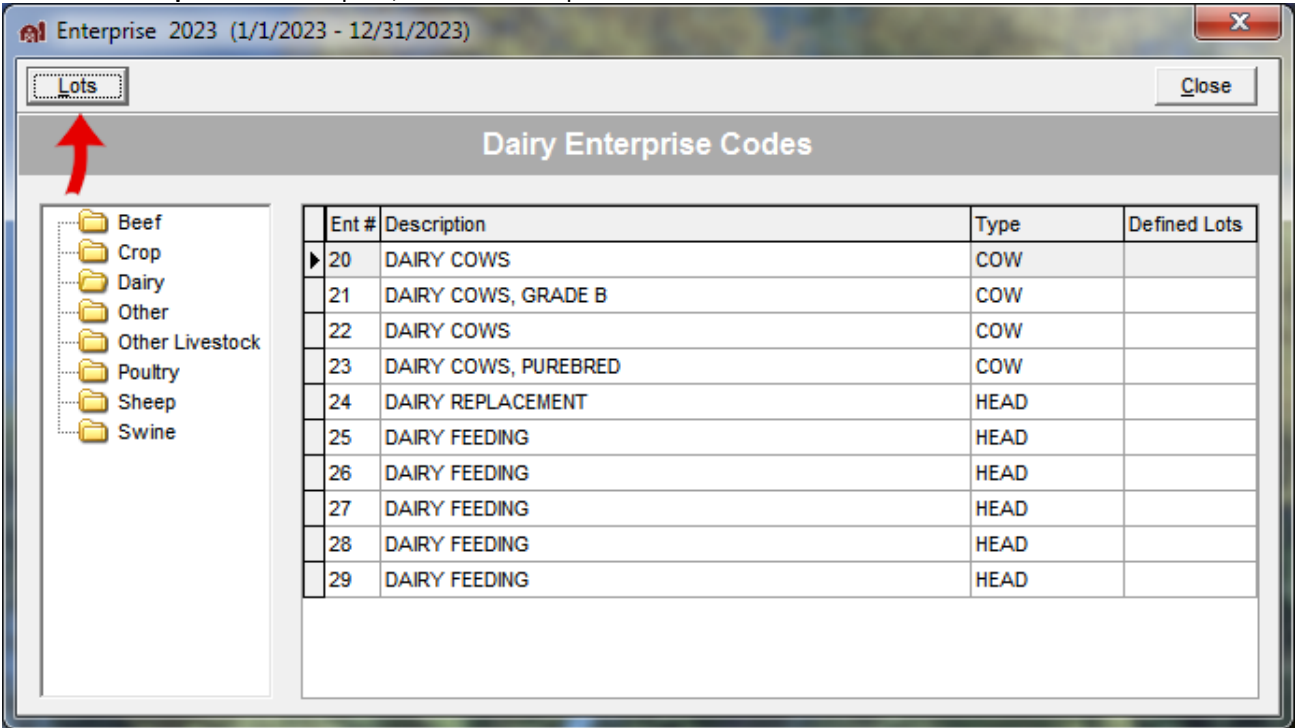 Enterprise 2023 (1/1/2023 - 12/31/2023)
Lots
Close
Dairy Enterprise Codes
Beef
Crop
Dairy
Other
Other Livestock
Poultry
Sheep
Swine
Ent # Description Type Defined Lots
20 DAIRY COWS COW
21 DAIRY COWS, GRADE B COW
22 DAIRY COWS COW
23 DAIRY COWS, PUREBRED COW
24 DAIRY REPLACEMENT HEAD
25 DAIRY FEEDING HEAD
26 DAIRY FEEDING HEAD
27 DAIRY FEEDING HEAD
28 DAIRY FEEDING HEAD
29 DAIRY FEEDING HEAD